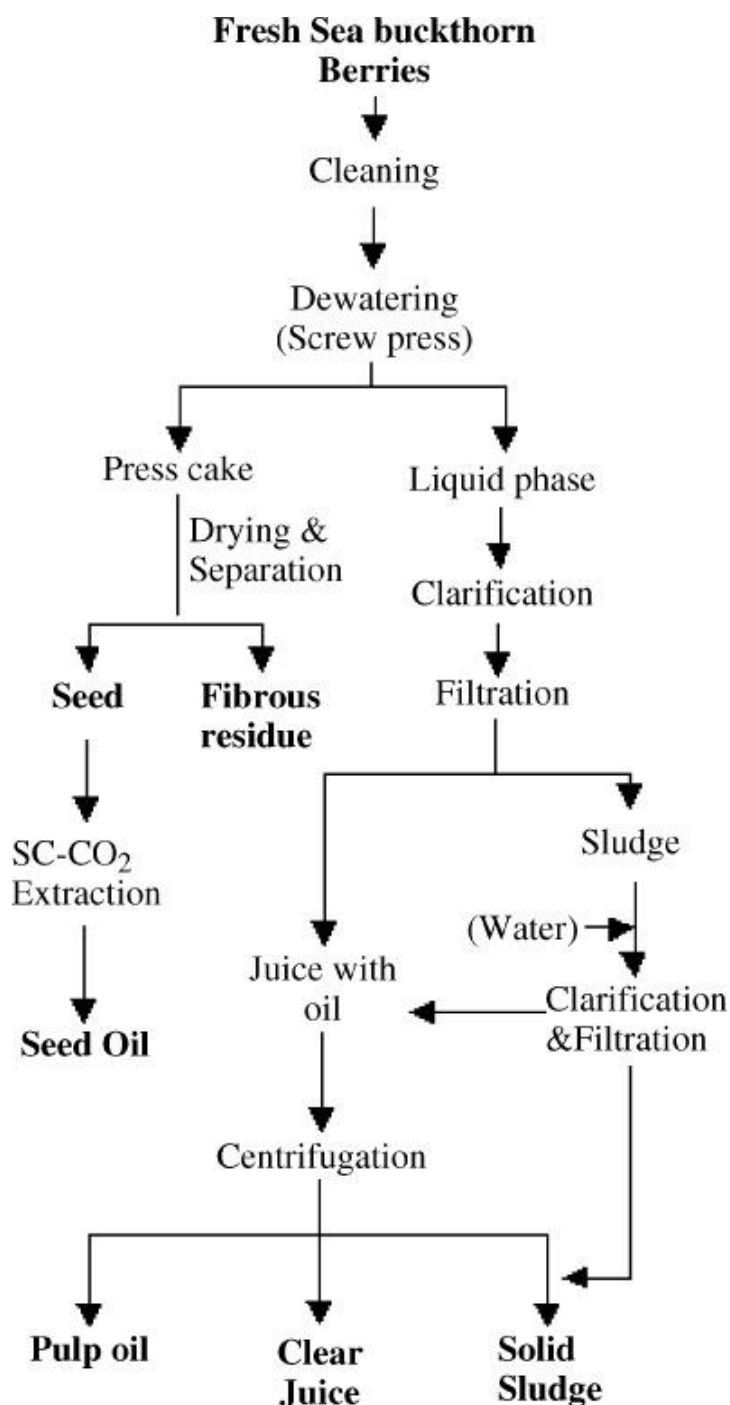 Fresh Sea buckthorn
Berries
Cleaning
Dewatering
(Screw press)
Press cake
Liquid phase
Drying &
Separation
Clarification
Seed
Fibrous
residue
Filtration
SC-CO₂
Extraction
Sludge
(Water)
Juice with
oil
Clarification
&Filtration
Seed Oil
Centrifugation
Pulp oil
Clear
Juice
Solid
Sludge